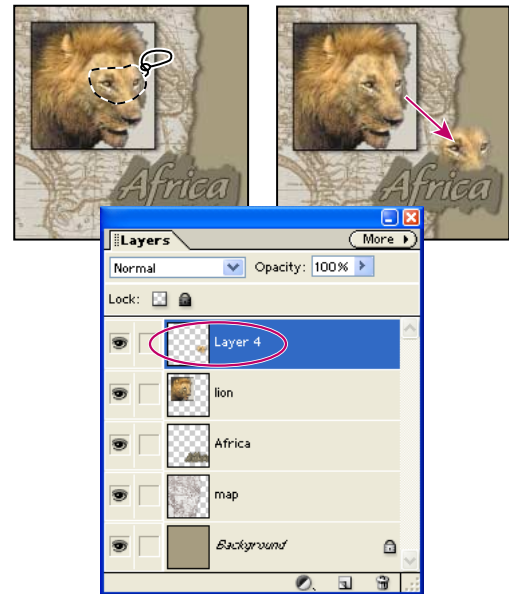 Africa
Africa
Layers
More
Normal
Opacity: 100%
Lock:
Layer 4
lion
Africa
map
Background